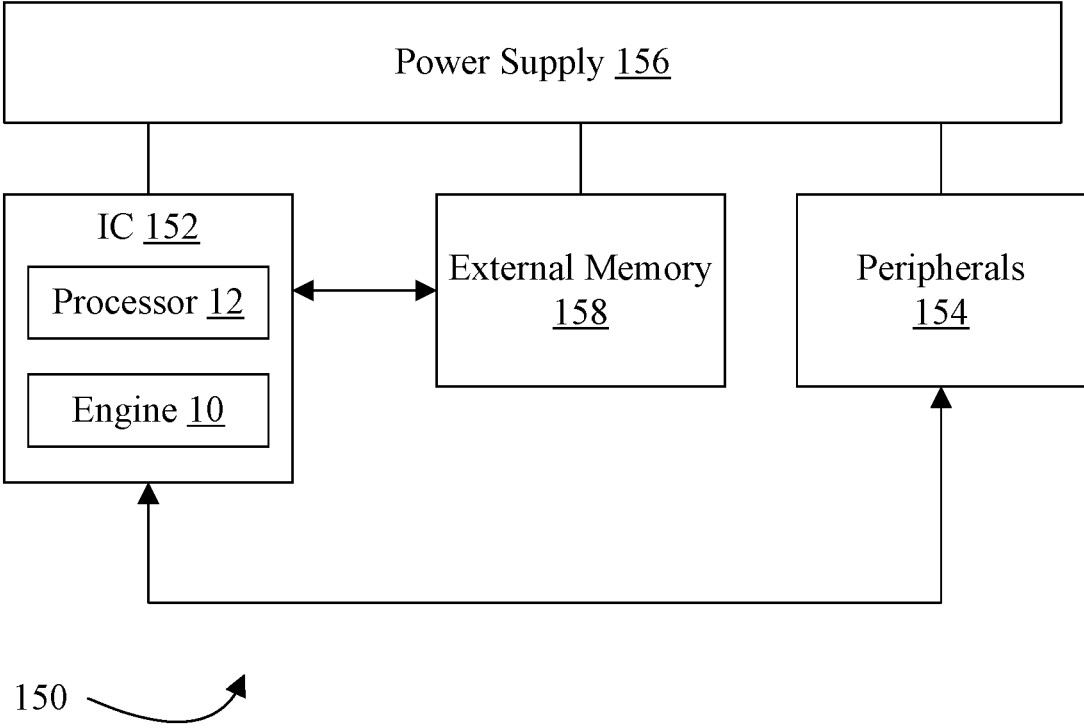 Power Supply 156
IC 152
Processor 12
Engine 10
External Memory
158
Peripherals
154
150